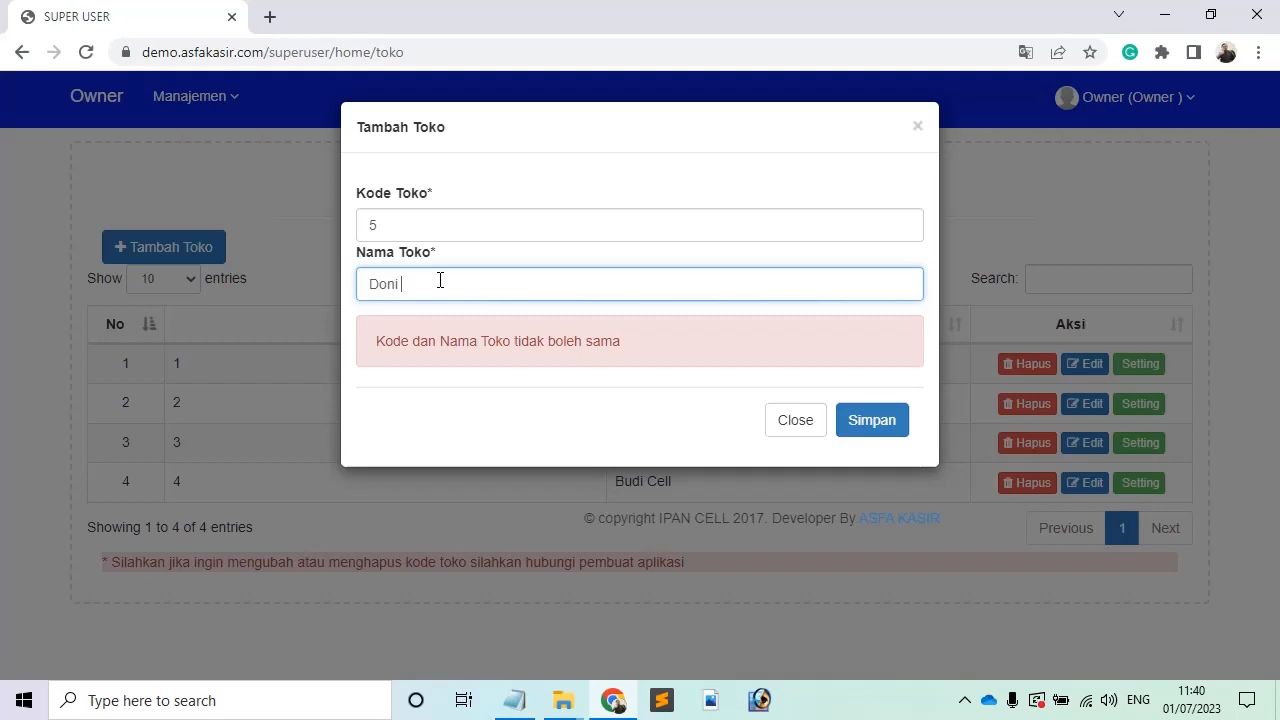 SUPER USER
demo.asfakasir.com/superuser/home/toko
Owner
Manajemen
Owner (Owner )
Tambah Toko
×
Kode Toko*
5
Tambah Toko
Nama Toko*
Show 10 entries
Search:
Doni
No
Aksi
Kode dan Nama Toko tidak boleh sama
1 1 Hapus Edit Setting
2 2 Hapus Edit Setting
Close Simpan
3 3 Hapus Edit Setting
4 4 Budi Cell Hapus Edit Setting
Showing 1 to 4 of 4 entries
© copyright IPAN CELL 2017. Developer By ASFA KASIR
Previous 1 Next
* Silahkan jika ingin mengubah atau menghapus kode toko silahkan hubungi pembuat aplikasi
Type here to search
ENG
11:40
01/07/2023